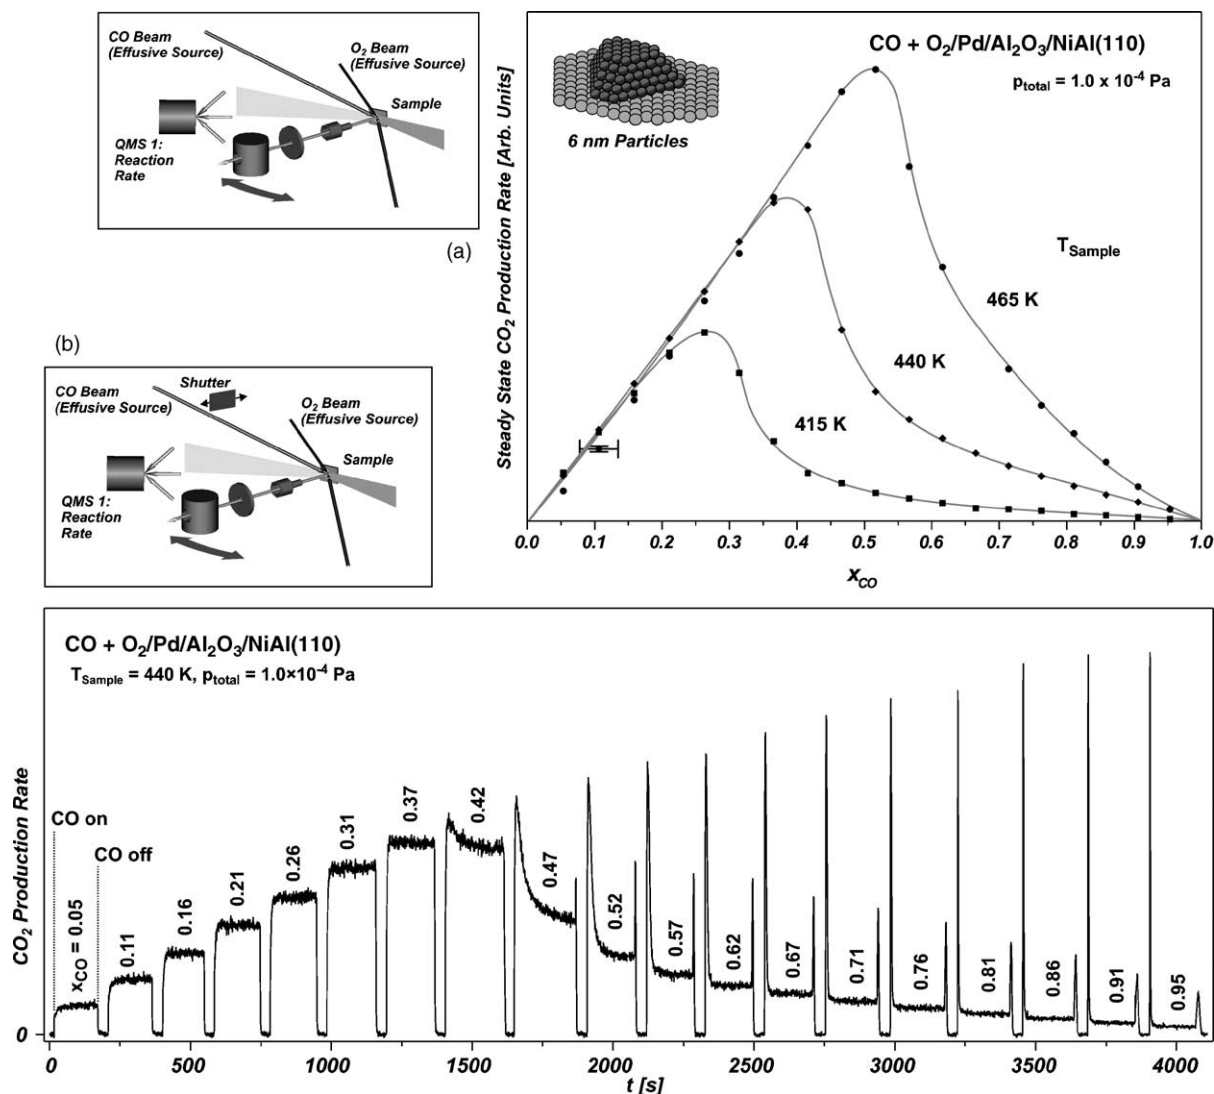 CO Beam
(Effusive Source)
O₂ Beam
(Effusive Source)
Sample
QMS 1:
Reaction
Rate
(a)
(b)
Shutter
CO Beam
(Effusive Source)
O₂ Beam
(Effusive Source)
Sample
QMS 1:
Reaction
Rate
Steady State CO₂ Production Rate [Arb. Units]
6 nm Particles
CO + O₂/Pd/Al₂O₃/NiAl(110)
p_total = 1.0 x 10⁻⁴ Pa
T_Sample
465 K
440 K
415 K
0.0 0.1 0.2 0.3 0.4 0.5 0.6 0.7 0.8 0.9 1.0
x_CO
CO + O₂/Pd/Al₂O₃/NiAl(110)
T_Sample = 440 K, p_total = 1.0×10⁻⁴ Pa
CO₂ Production Rate
0
CO on
CO off
x_CO = 0.05
0.11
0.16
0.21
0.26
0.31
0.37
0.42
0.47
0.52
0.57
0.62
0.67
0.71
0.76
0.81
0.86
0.91
0.95
0 500 1000 1500 2000 2500 3000 3500 4000
t [s]